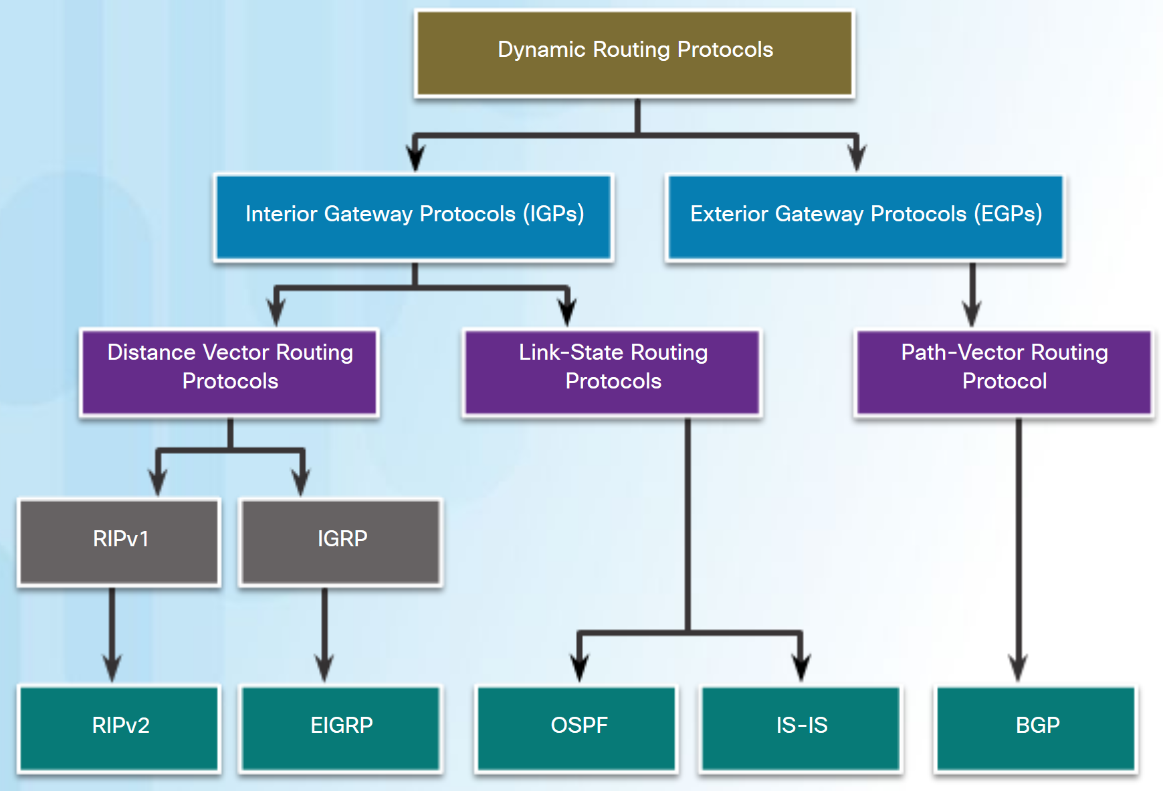 Dynamic Routing Protocols
Interior Gateway Protocols (IGPs)
Exterior Gateway Protocols (EGPs)
Distance Vector Routing
Protocols
Link-State Routing
Protocols
Path-Vector Routing
Protocol
RIPv1
IGRP
RIPv2
EIGRP
OSPF
IS-IS
BGP